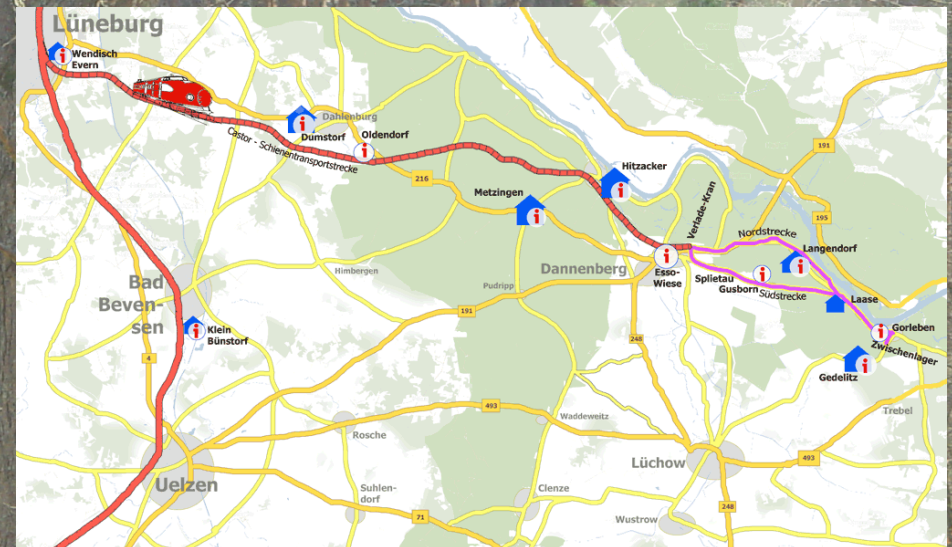 Lüneburg
Wendisch
Evern
Dahlenburg
Dumstorf
Oldendorf
Castor - Schienentransportstrecke
191
216
Hitzacker
Metzingen
Verlade-Kran
195
Nordstrecke
Langendorf
Dannenberg
Esso-
Wiese
Splietau
Gusborn
Südstrecke
Laase
Himbergen
Pudripp
Bad
Beven-
sen
191
Gorleben
Zwischenlager
Klein
Bünstorf
248
4
Gedelitz
493
Waddeweitz
Trebel
Rosche
Lüchow
493
Uelzen
Suhlen-
dorf
Clenze
71
248
Wustrow